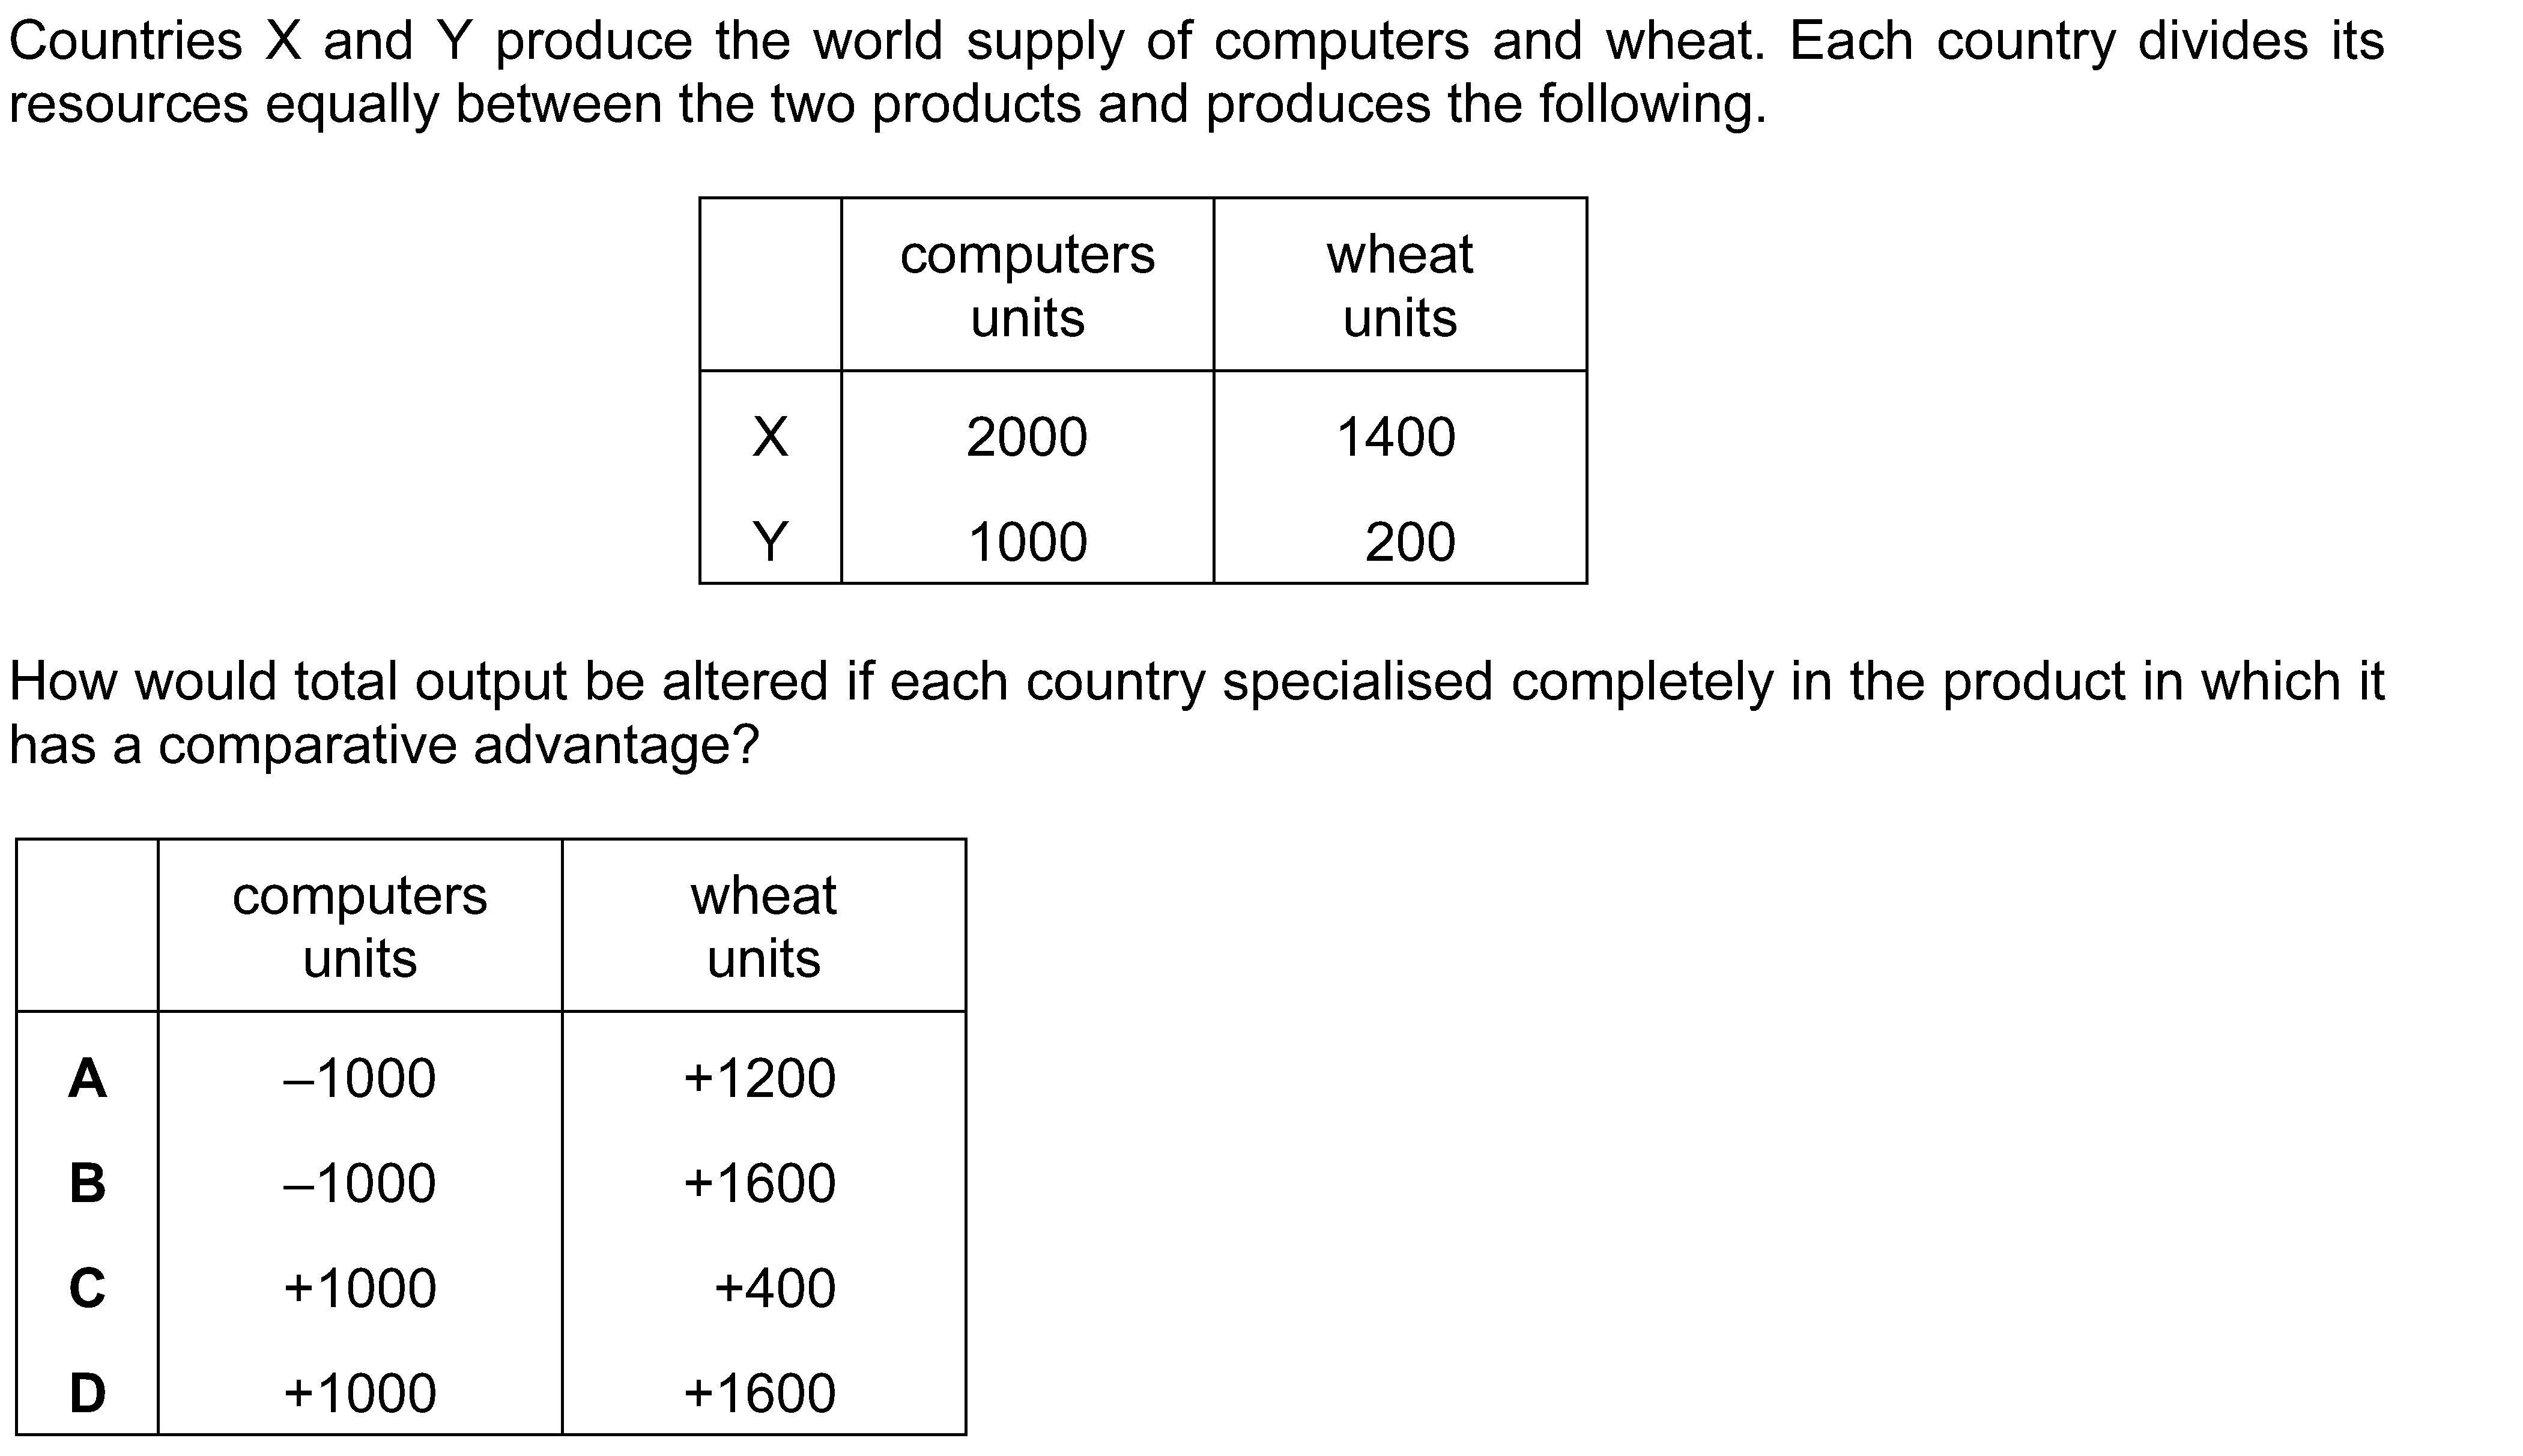 Countries X and Y produce the world supply of computers and wheat. Each country divides its
resources equally between the two products and produces the following.
computers wheat
units units
X 2000 1400
Y 1000 200
How would total output be altered if each country specialised completely in the product in which it
has a comparative advantage?
computers wheat
units units
A –1000 +1200
B –1000 +1600
C +1000 +400
D +1000 +1600